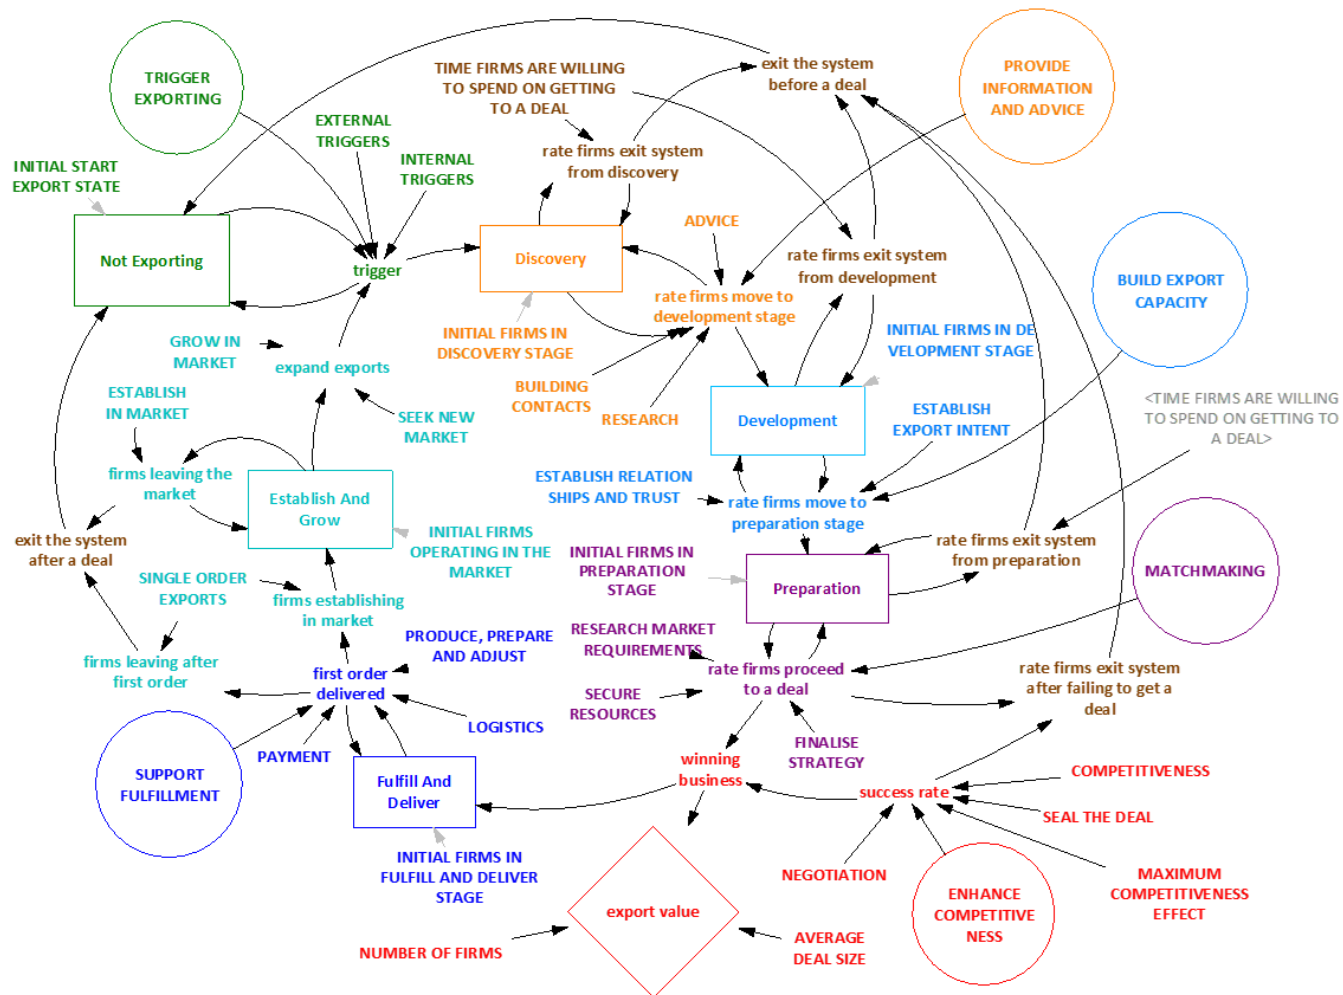 TRIGGER
EXPORTING
TIME FIRMS ARE WILLING
TO SPEND ON GETTING
TO A DEAL
exit the system
before a deal
PROVIDE
INFORMATION
AND ADVICE
EXTERNAL
TRIGGERS
INTERNAL
TRIGGERS
rate firms exit system
from discovery
INITIAL START
EXPORT STATE
ADVICE
Not Exporting
trigger
Discovery
rate firms exit system
from development
BUILD EXPORT
CAPACITY
rate firms move to
development stage
INITIAL FIRMS IN
DISCOVERY STAGE
INITIAL FIRMS IN DE
VELOPMENT STAGE
GROW IN
MARKET
expand exports
BUILDING
CONTACTS
RESEARCH
ESTABLISH
IN MARKET
SEEK NEW
MARKET
Development
ESTABLISH
EXPORT INTENT
<TIME FIRMS ARE WILLING
TO SPEND ON GETTING TO
A DEAL>
firms leaving the
market
Establish And
Grow
ESTABLISH RELATION
SHIPS AND TRUST
rate firms move to
preparation stage
exit the system
after a deal
INITIAL FIRMS
OPERATING IN THE
MARKET
INITIAL FIRMS IN
PREPARATION
STAGE
rate firms exit system
from preparation
MATCHMAKING
SINGLE ORDER
EXPORTS
firms establishing
in market
Preparation
PRODUCE, PREPARE
AND ADJUST
RESEARCH MARKET
REQUIREMENTS
firms leaving after
first order
first order
delivered
rate firms proceed
to a deal
rate firms exit system
after failing to get a
deal
SECURE
RESOURCES
LOGISTICS
PAYMENT
FINALISE
STRATEGY
SUPPORT
FULFILLMENT
Fulfill And
Deliver
winning
business
success rate
COMPETITIVENESS
SEAL THE DEAL
INITIAL FIRMS IN
FULFILL AND DELIVER
STAGE
NEGOTIATION
ENHANCE
COMPETITIVE
NESS
MAXIMUM
COMPETITIVENESS
EFFECT
export value
NUMBER OF FIRMS
AVERAGE
DEAL SIZE